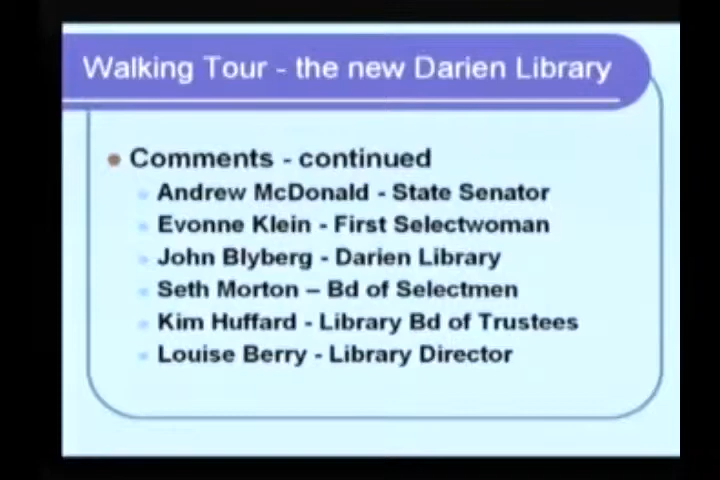 Walking Tour - the new Darien Library
Comments - continued
Andrew McDonald - State Senator
Evonne Klein - First Selectwoman
John Blyberg - Darien Library
Seth Morton – Bd of Selectmen
Kim Huffard - Library Bd of Trustees
Louise Berry - Library Director